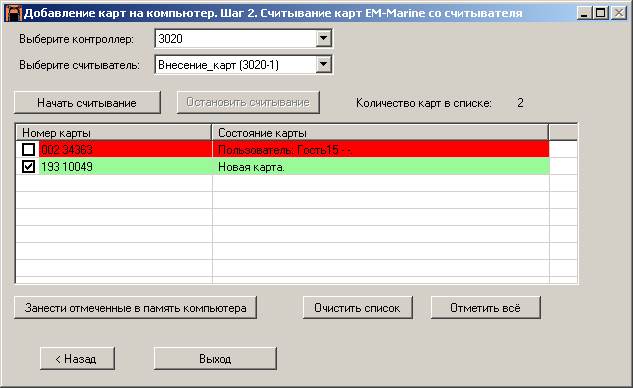 Добавление карт на компьютер. Шаг 2. Считывание карт EM-Marine со считывателя
Выберите контроллер: 3020
Выберите считыватель: Внесение_карт (3020-1)
Начать считывание Остановить считывание Количество карт в списке: 2
Номер карты Состояние карты
002 34363 Пользователь: Гость15 - -
193 10049 Новая карта.
Занести отмеченные в память компьютера Очистить список Отметить всё
< Назад Выход